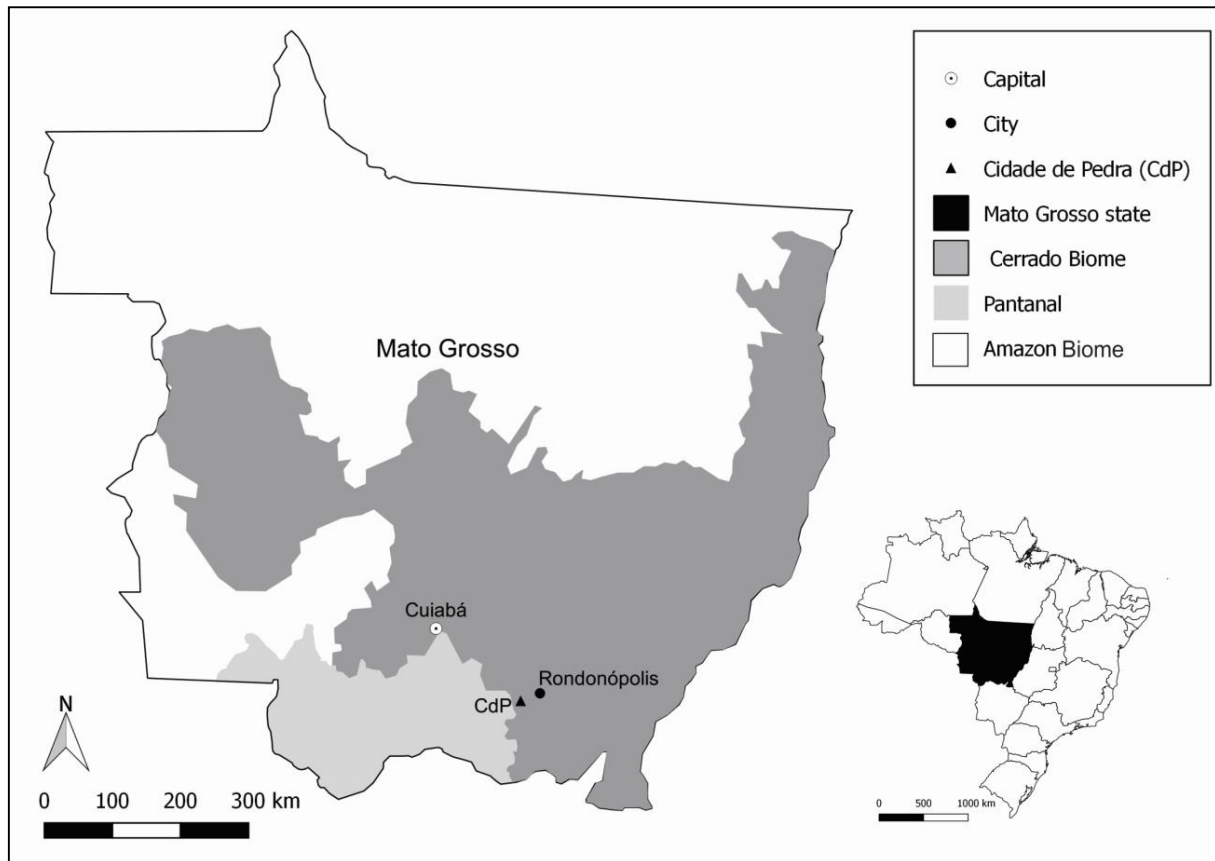 Capital
City
Cidade de Pedra (CdP)
Mato Grosso state
Cerrado Biome
Pantanal
Amazon Biome
Mato Grosso
Cuiabá
Rondonópolis
CdP
N
0 100 200 300 km
0 500 1000 km